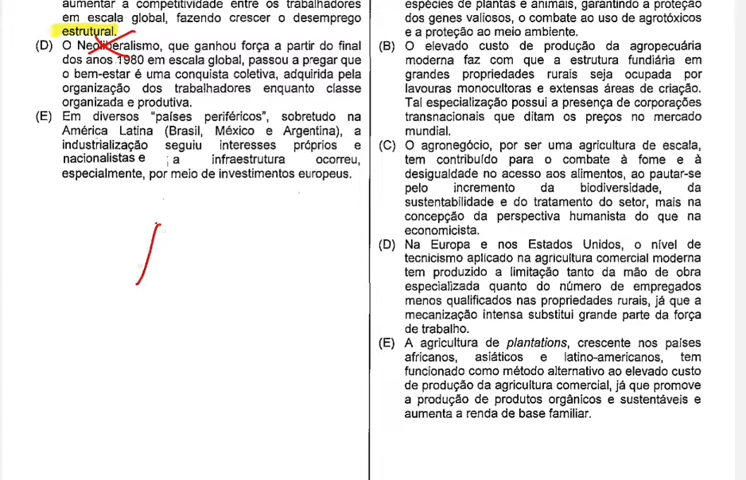 aumentar a competitividade entre os trabalhadores
em escala global, fazendo crescer o desemprego
estrutural.
(D) O Neoliberalismo, que ganhou força a partir do final
dos anos 1980 em escala global, passou a pregar que
o bem-estar é uma conquista coletiva, adquirida pela
organização dos trabalhadores enquanto classe
organizada e produtiva.
(E) Em diversos "países periféricos", sobretudo na
América Latina (Brasil, México e Argentina), a
industrialização seguiu interesses próprios e
nacionalistas e ; a infraestrutura ocorreu,
especialmente, por meio de investimentos europeus.
espécies de plantas e animais, garantindo a proteção
dos genes valiosos, o combate ao uso de agrotóxicos
e a proteção ao meio ambiente.
(B) O elevado custo de produção da agropecuária
moderna faz com que a estrutura fundiária em
grandes propriedades rurais seja ocupada por
lavouras monocultoras e extensas áreas de criação.
Tal especialização possui a presença de corporações
transnacionais que ditam os preços no mercado
mundial.
(C) O agronegócio, por ser uma agricultura de escala,
tem contribuído para o combate à fome e à
desigualdade no acesso aos alimentos, ao pautar-se
pelo incremento da biodiversidade, da
sustentabilidade e do tratamento do setor, mais na
concepção da perspectiva humanista do que na
economicista.
(D) Na Europa e nos Estados Unidos, o nível de
tecnicismo aplicado na agricultura comercial moderna
tem produzido a limitação tanto da mão de obra
especializada quanto do número de empregados
menos qualificados nas propriedades rurais, já que a
mecanização intensa substitui grande parte da força
de trabalho.
(E) A agricultura de plantations, crescente nos países
africanos, asiáticos e latino-americanos, tem
funcionado como método alternativo ao elevado custo
de produção da agricultura comercial, já que promove
a produção de produtos orgânicos e sustentáveis e
aumenta a renda de base familiar.